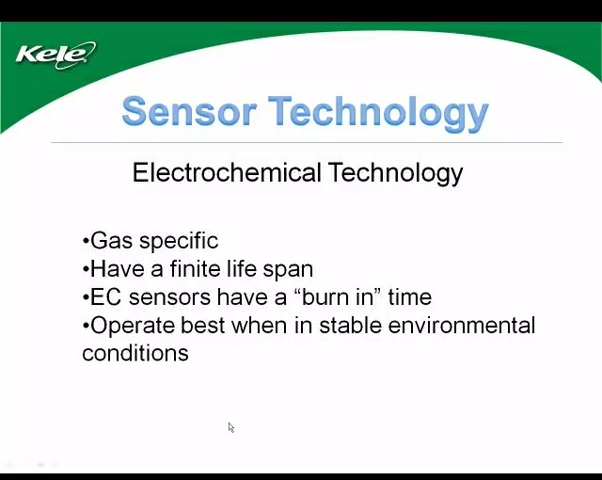 Kele
Sensor Technology
Electrochemical Technology
•Gas specific
•Have a finite life span
•EC sensors have a “burn in” time
•Operate best when in stable environmental
conditions